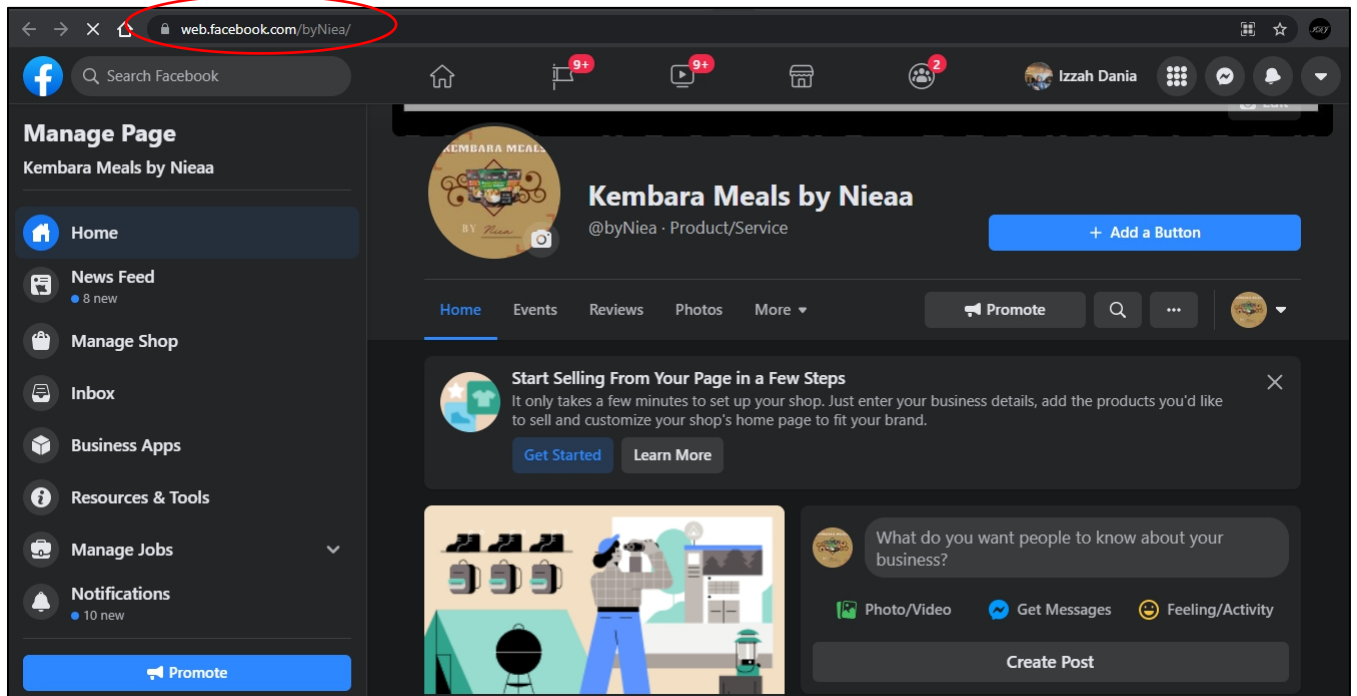 web.facebook.com/byNiea/
JOLY
Search Facebook
9+
9+
2
Izzah Dania
Manage Page
Kembara Meals by Nieaa
Home
News Feed
8 new
Manage Shop
Inbox
Business Apps
Resources & Tools
Manage Jobs
Notifications
10 new
Promote
Edit
KEMBARA MEALS
BY Niea
Kembara Meals by Nieaa
@byNiea · Product/Service
+ Add a Button
Home Events Reviews Photos More
Promote
Start Selling From Your Page in a Few Steps
It only takes a few minutes to set up your shop. Just enter your business details, add the products you'd like
to sell and customize your shop's home page to fit your brand.
Get Started Learn More
What do you want people to know about your
business?
Photo/Video Get Messages Feeling/Activity
Create Post